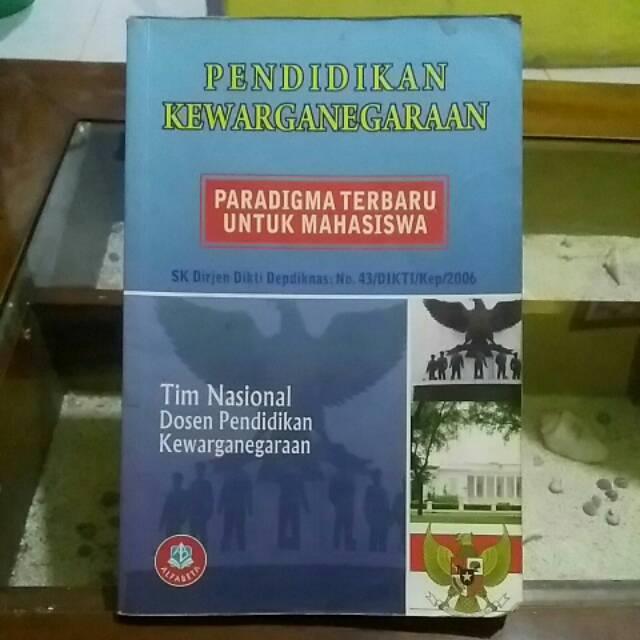 PENDIDIKAN
KEWARGANEGARAAN
PARADIGMA TERBARU
UNTUK MAHASISWA
SK Dirjen Dikti Depdiknas: No. 43/DIKTI/Kep/2006
Tim Nasional
Dosen Pendidikan
Kewarganegaraan
ALFABETA